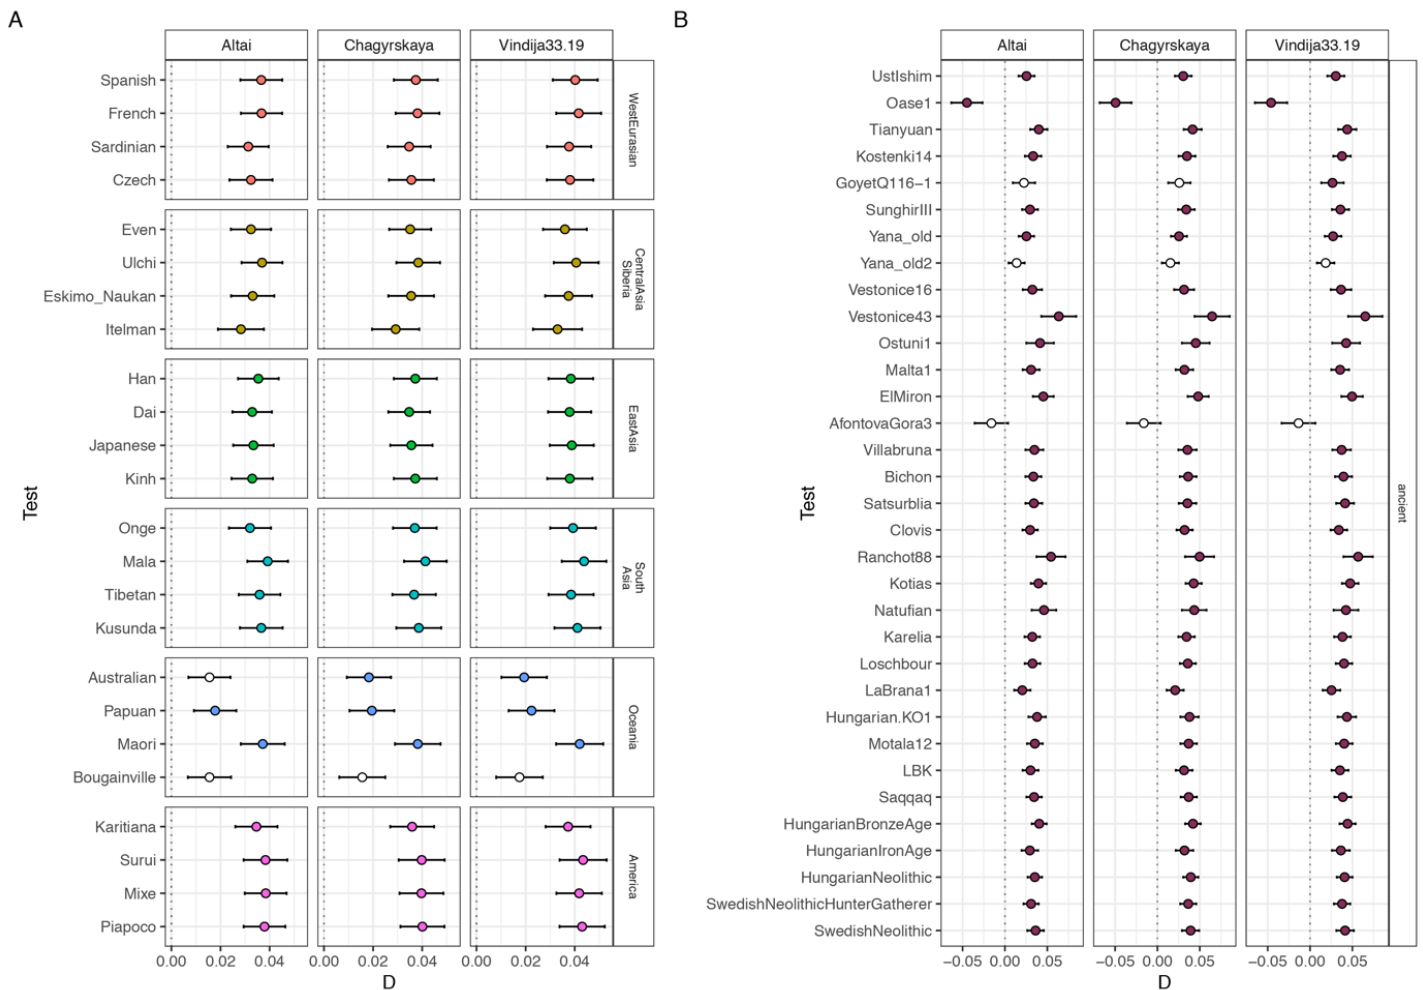 A
Altai
Chagyrskaya
Vindija33.19
Spanish
French
Sardinian
Czech
WestEurasian
Even
Ulchi
Eskimo_Naukan
Itelman
CentralAsia
Siberia
Han
Dai
Japanese
Kinh
EastAsia
Onge
Mala
Tibetan
Kusunda
South
Asia
Australian
Papuan
Maori
Bougainville
Oceania
Karitiana
Surui
Mixe
Piapoco
America
0.00 0.02 0.04 0.00 0.02 0.04 0.00 0.02 0.04
D
Test
B
Altai
Chagyrskaya
Vindija33.19
UstIshim
Oase1
Tianyuan
Kostenki14
GoyetQ116−1
SunghirIII
Yana_old
Yana_old2
Vestonice16
Vestonice43
Ostuni1
Malta1
ElMiron
AfontovaGora3
Villabruna
Bichon
Satsurblia
Clovis
Ranchot88
Kotias
Natufian
Karelia
Loschbour
LaBrana1
Hungarian.KO1
Motala12
LBK
Saqqaq
HungarianBronzeAge
HungarianIronAge
HungarianNeolithic
SwedishNeolithicHunterGatherer
SwedishNeolithic
ancient
−0.05 0.00 0.05 −0.05 0.00 0.05 −0.05 0.00 0.05
D
Test